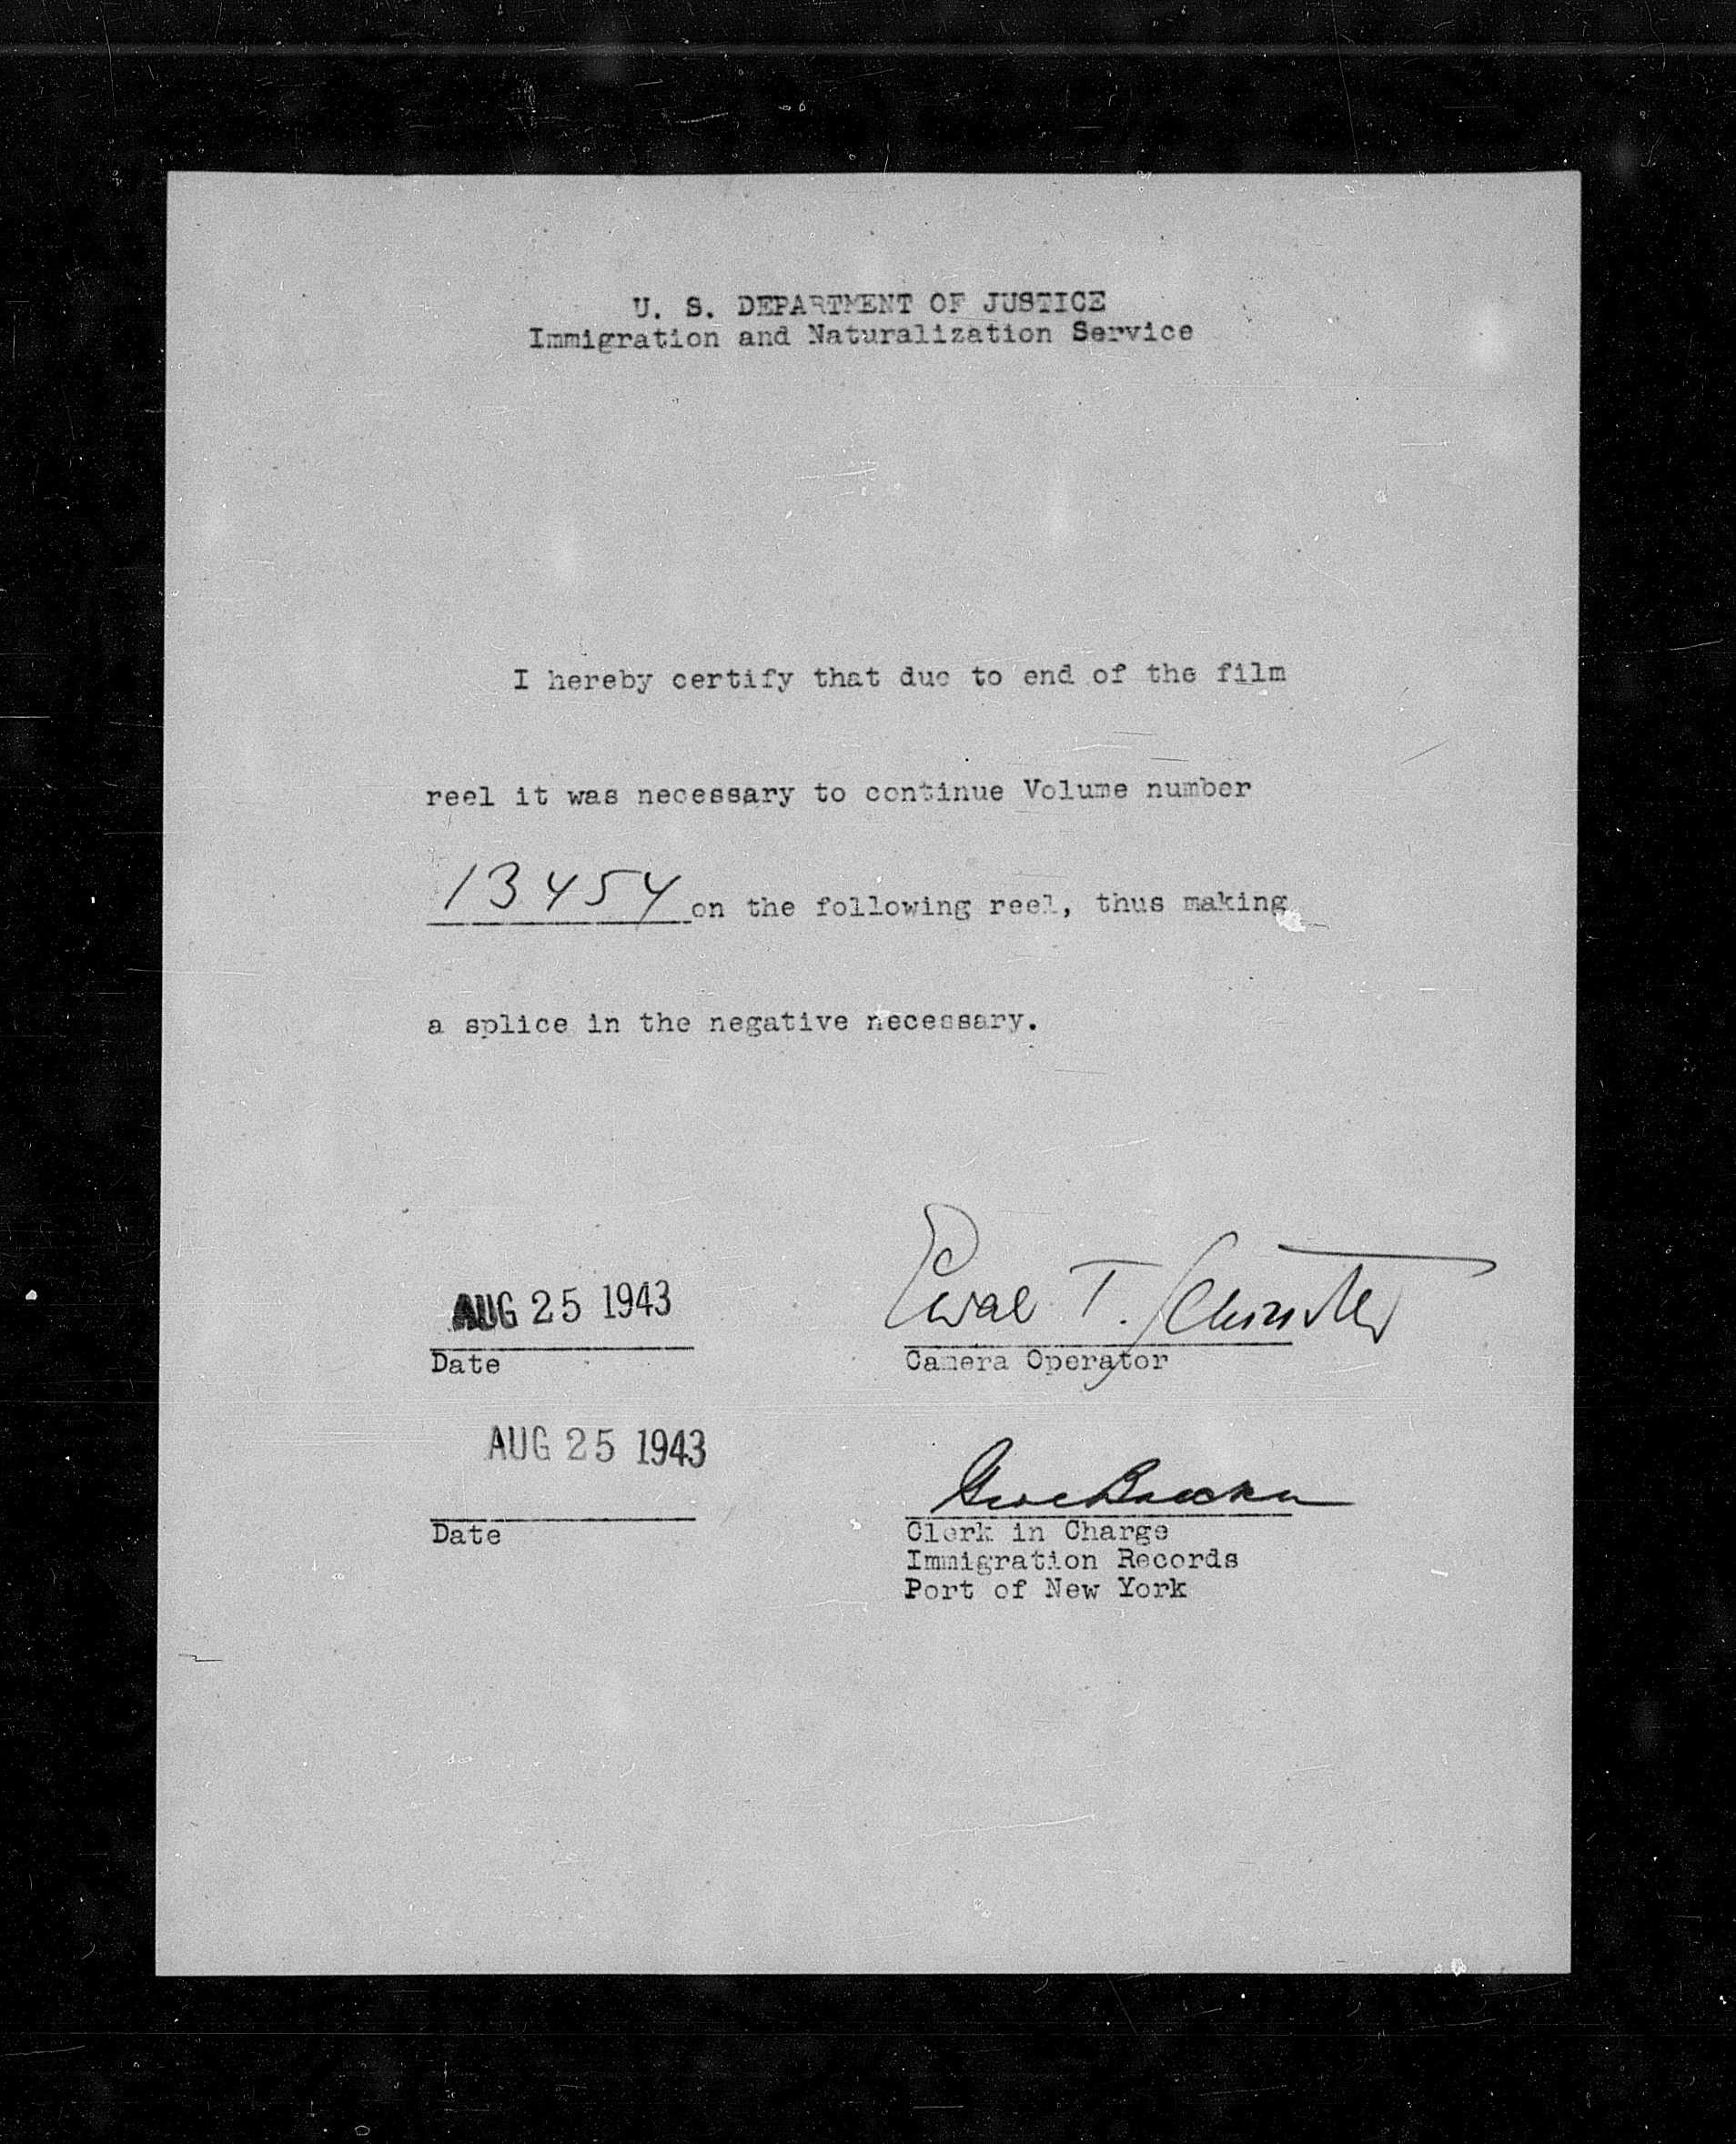 U. S. DEPARTMENT OF JUSTICE
Immigration and Naturalization Service
I hereby certify that due to end of the film
reel it was necessary to continue Volume number
13454 on the following reel, thus making
a splice in the negative necessary.
AUG 25 1943
T.
Date
Camera Operator
AUG 25 1943
Date
Clerk in Charge
Immigration Records
Port of New York